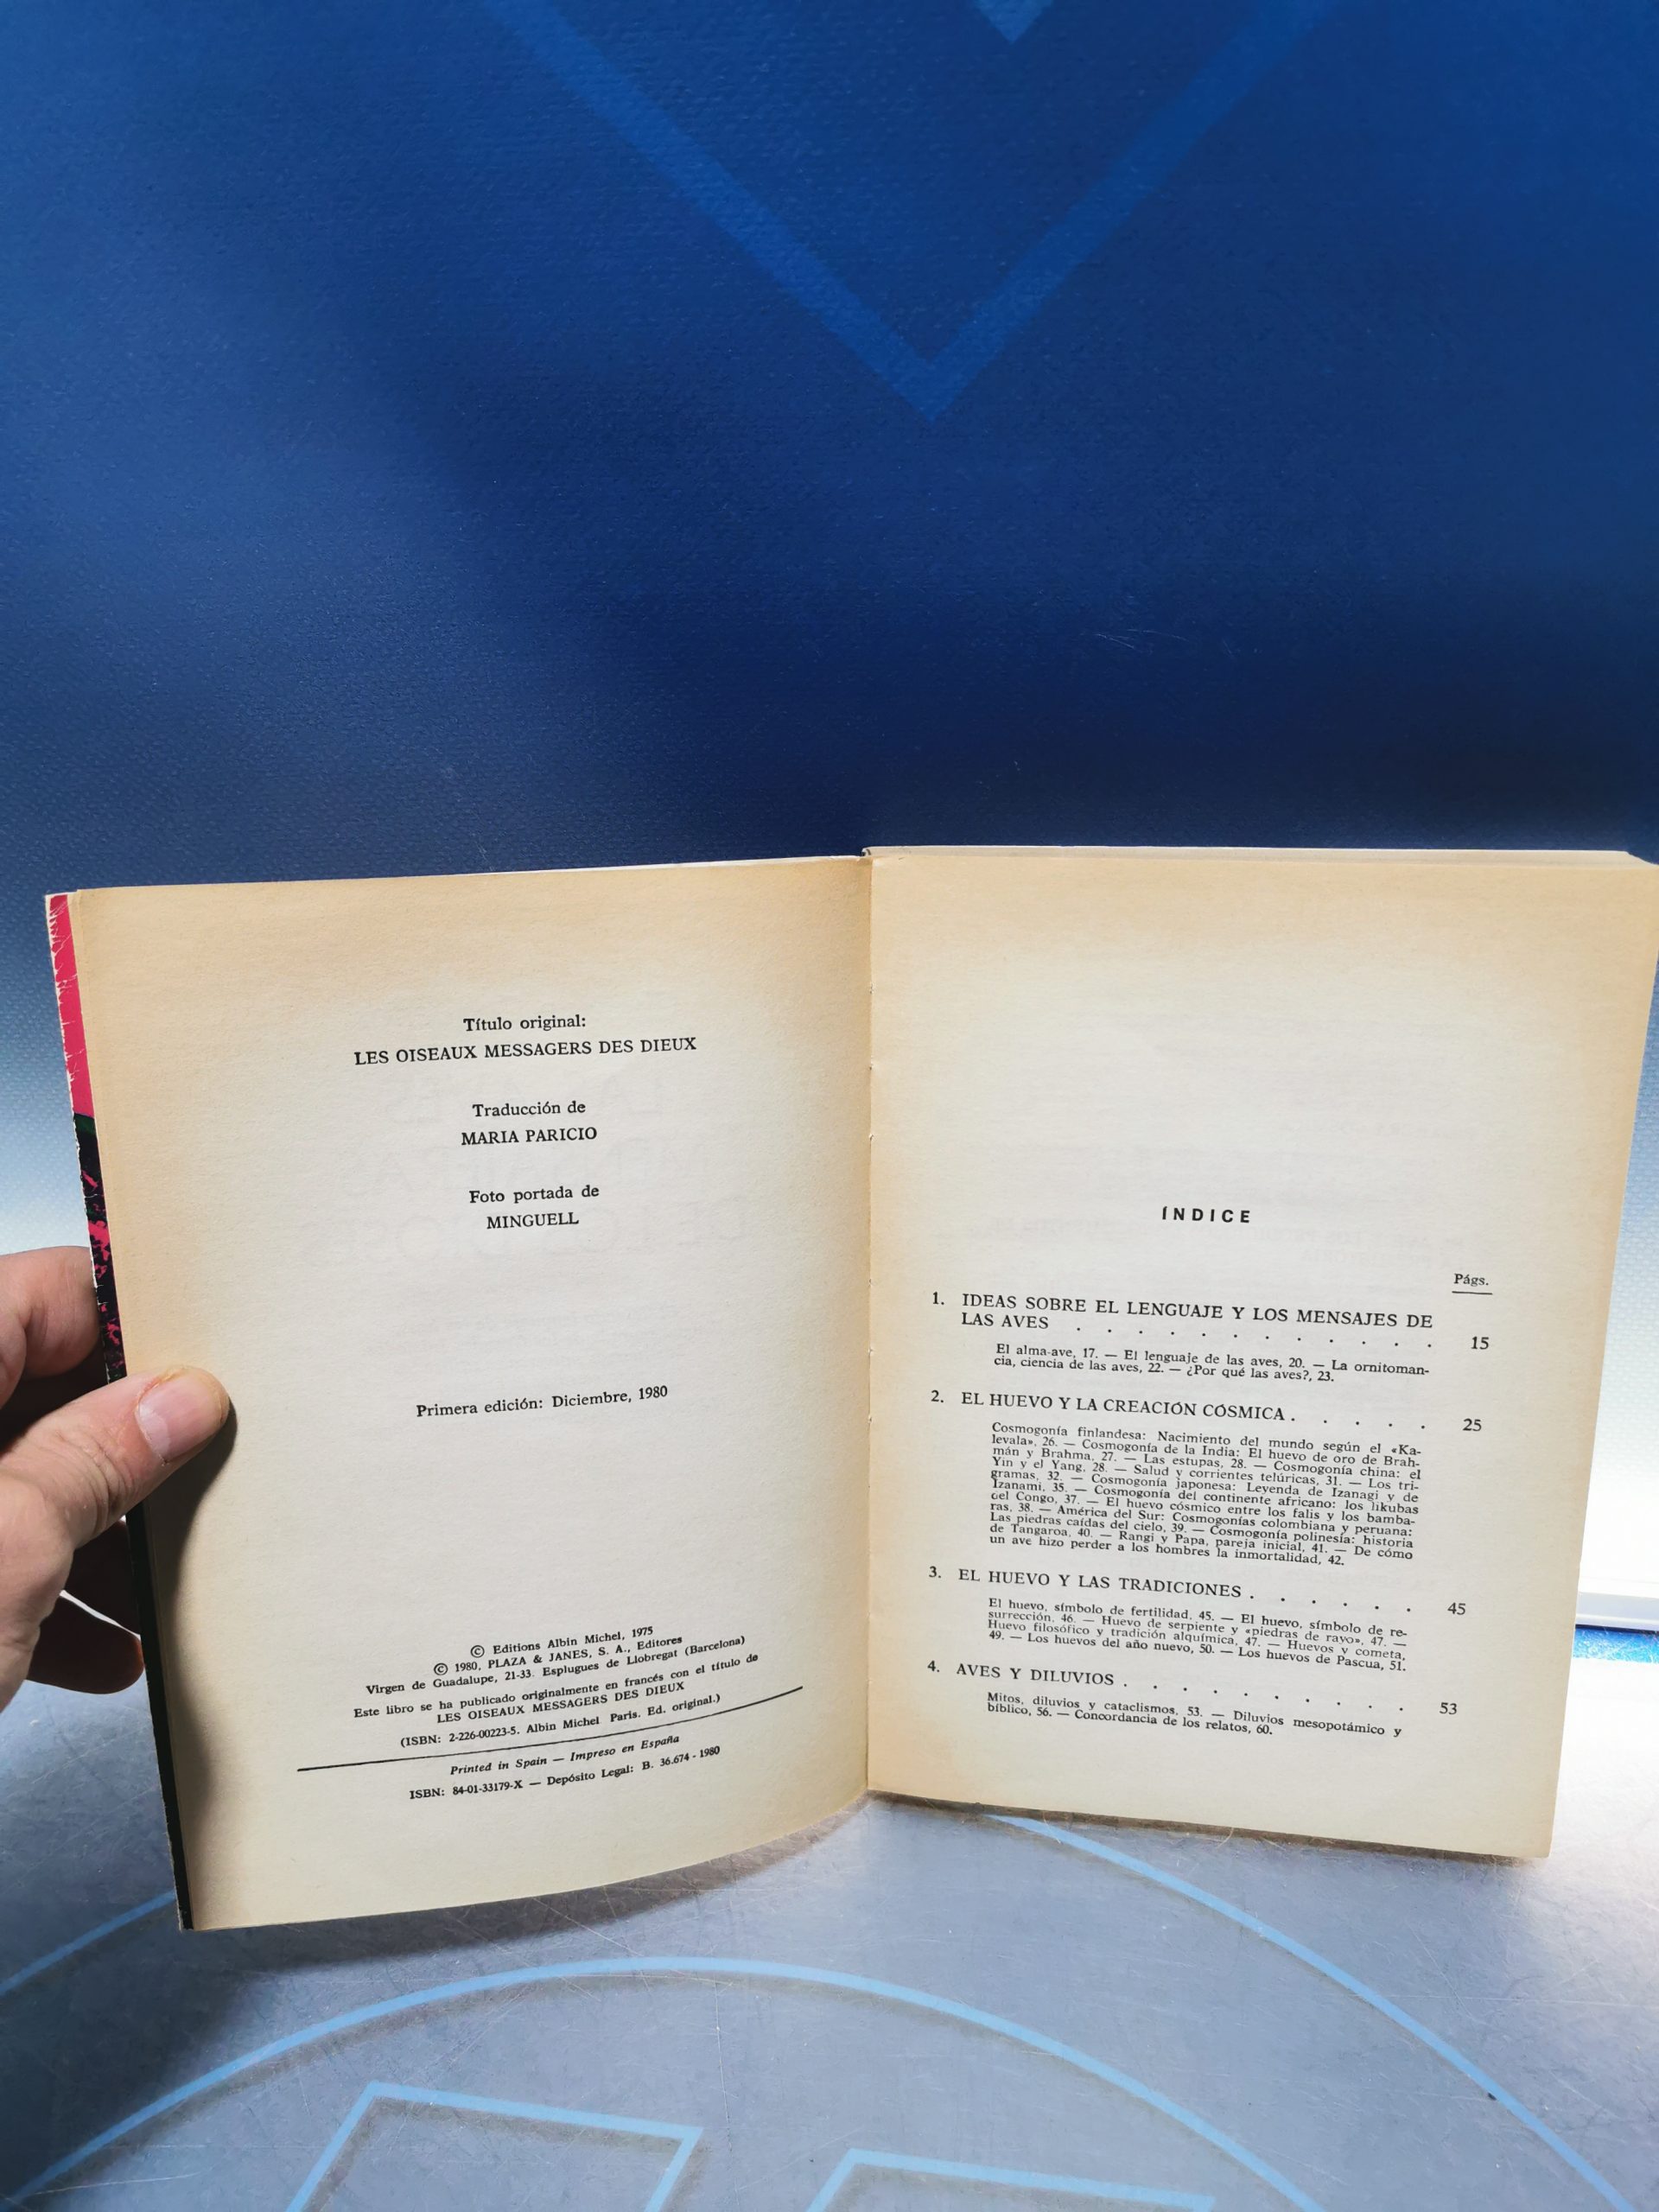 Título original:
LES OISEAUX MESSAGERS DES DIEUX
Traducción de
MARIA PARICIO
Foto portada de
MINGUELL
Primera edición: Diciembre, 1980
© Editions Albin Michel, 1975
© 1980, PLAZA & JANES, S. A., Editores
Virgen de Guadalupe, 21-33. Esplugues de Llobregat (Barcelona)
Este libro se ha publicado originalmente en francés con el título de
LES OISEAUX MESSAGERS DES DIEUX
(ISBN: 2-226-00223-5. Albin Michel Paris. Ed. original.)
Printed in Spain — Impreso en España
ISBN: 84-01-33179-X — Depósito Legal: B. 36.674 - 1980
ÍNDICE
Págs.
1. IDEAS SOBRE EL LENGUAJE Y LOS MENSAJES DE
LAS AVES . . . . . . . . . . . . 15
El alma-ave, 17. — El lenguaje de las aves, 20. — La ornitoman-
cia, ciencia de las aves, 22. — ¿Por qué las aves?, 23.
2. EL HUEVO Y LA CREACIÓN CÓSMICA . . . . . 25
Cosmogonía finlandesa: Nacimiento del mundo según el «Ka-
levala», 26. — Cosmogonía de la India: El huevo de oro de Brah-
mán y Brahma, 27. — Las estupas, 28. — Cosmogonía china: el
Yin y el Yang, 28. — Salud y corrientes telúricas, 31. — Los tri-
gramas, 32. — Cosmogonía japonesa: Leyenda de Izanagi y de
Izanami, 35. — Cosmogonía del continente africano: los likubas
del Congo, 37. — El huevo cósmico entre los falis y los bamba-
ras, 38. — América del Sur: Cosmogonías colombiana y peruana:
Las piedras caídas del cielo, 39. — Cosmogonía polinesia: historia
de Tangaroa, 40. — Rangi y Papa, pareja inicial, 41. — De cómo
un ave hizo perder a los hombres la inmortalidad, 42.
3. EL HUEVO Y LAS TRADICIONES . . . . . . 45
El huevo, símbolo de fertilidad, 45. — El huevo, símbolo de re-
surrección, 46. — Huevo de serpiente y «piedras de rayo», 47. —
Huevo filosófico y tradición alquímica, 47. — Huevos y cometa,
49. — Los huevos del año nuevo, 50. — Los huevos de Pascua, 51.
4. AVES Y DILUVIOS . . . . . . . . . . 53
Mitos, diluvios y cataclismos, 53. — Diluvios mesopotámico y
bíblico, 56. — Concordancia de los relatos, 60.